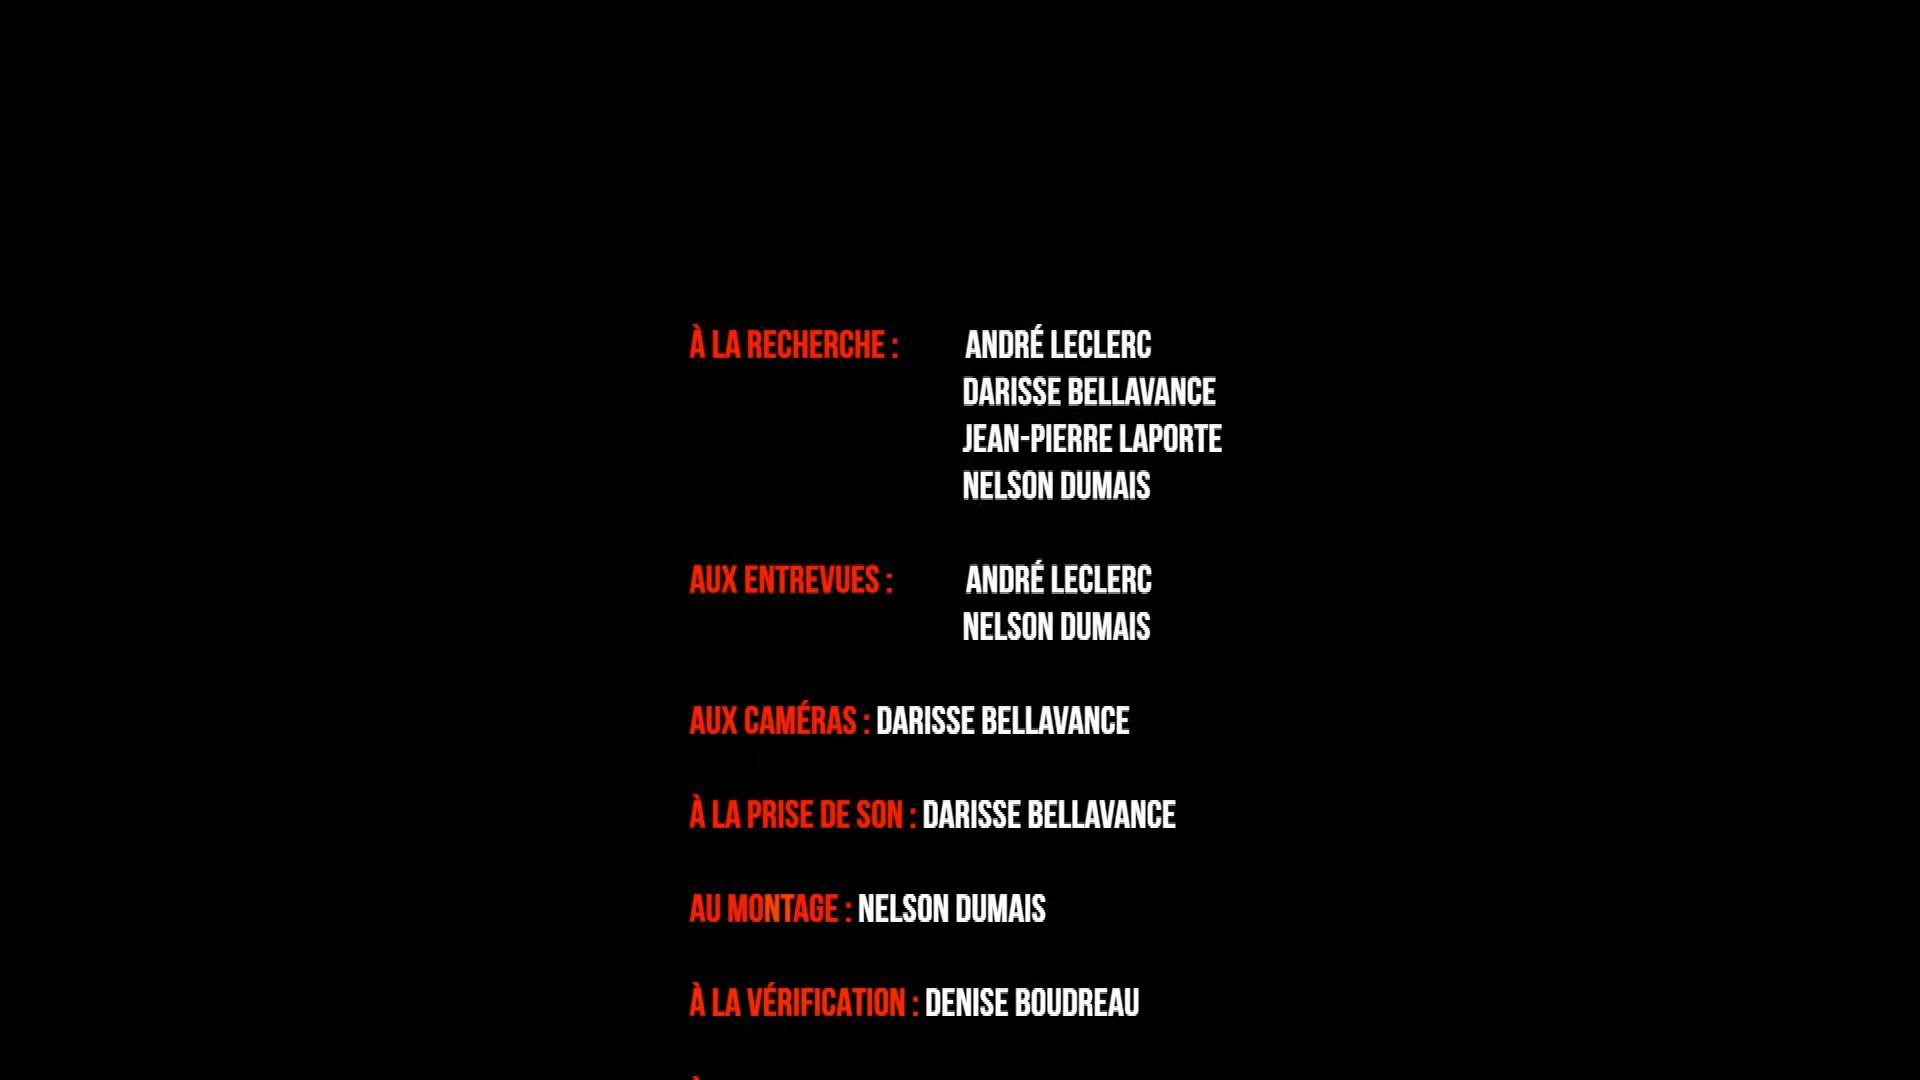 À LA RECHERCHE : ANDRÉ LECLERC
DARISSE BELLAVANCE
JEAN-PIERRE LAPORTE
NELSON DUMAIS
AUX ENTREVUES : ANDRÉ LECLERC
NELSON DUMAIS
AUX CAMÉRAS : DARISSE BELLAVANCE
À LA PRISE DE SON : DARISSE BELLAVANCE
AU MONTAGE : NELSON DUMAIS
À LA VÉRIFICATION : DENISE BOUDREAU